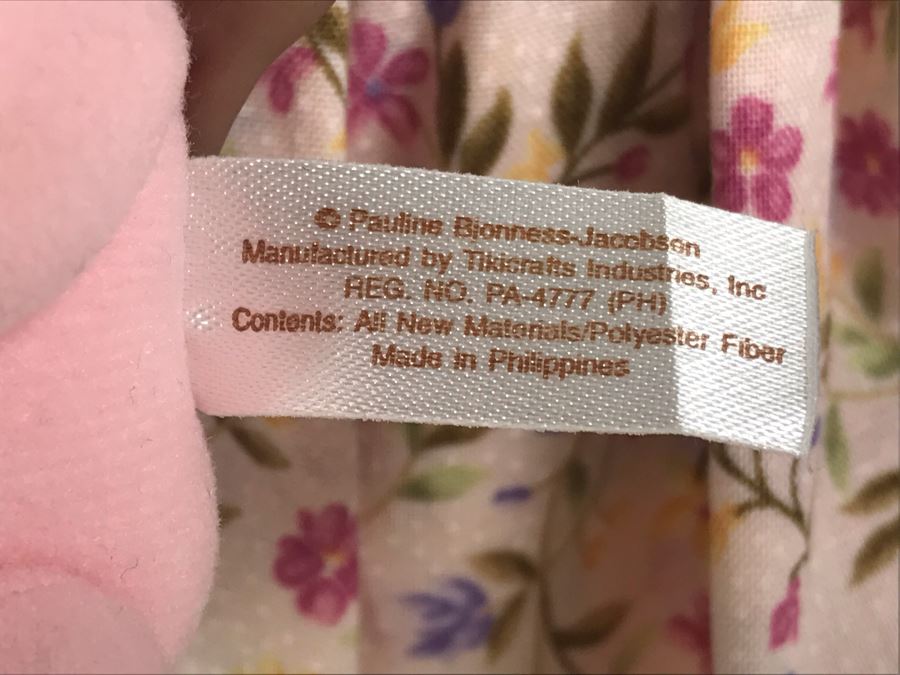 © Pauline Bjonness-Jacobsen
Manufactured by Tikicrafts Industries, Inc
REG. NO. PA-4777 (PH)
Contents: All New Materials/Polyester Fiber
Made in Philippines